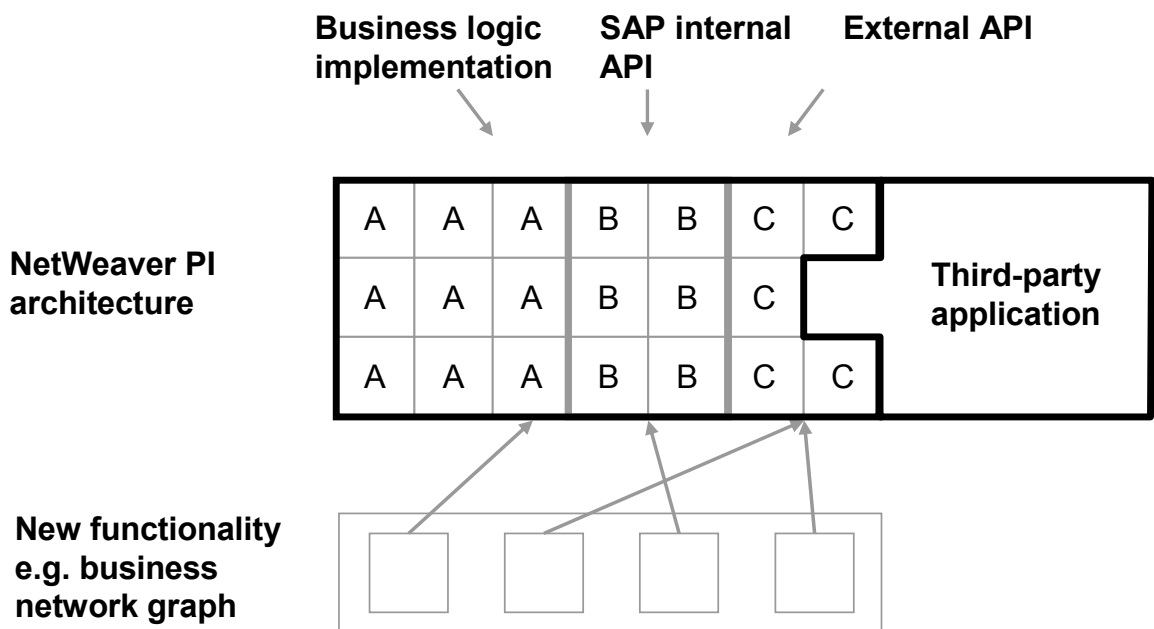 Business logic
implementation
SAP internal
API
External API
NetWeaver PI
architecture
A A A B B C C
A A A B B C
A A A B B C C
Third-party
application
New functionality
e.g. business
network graph